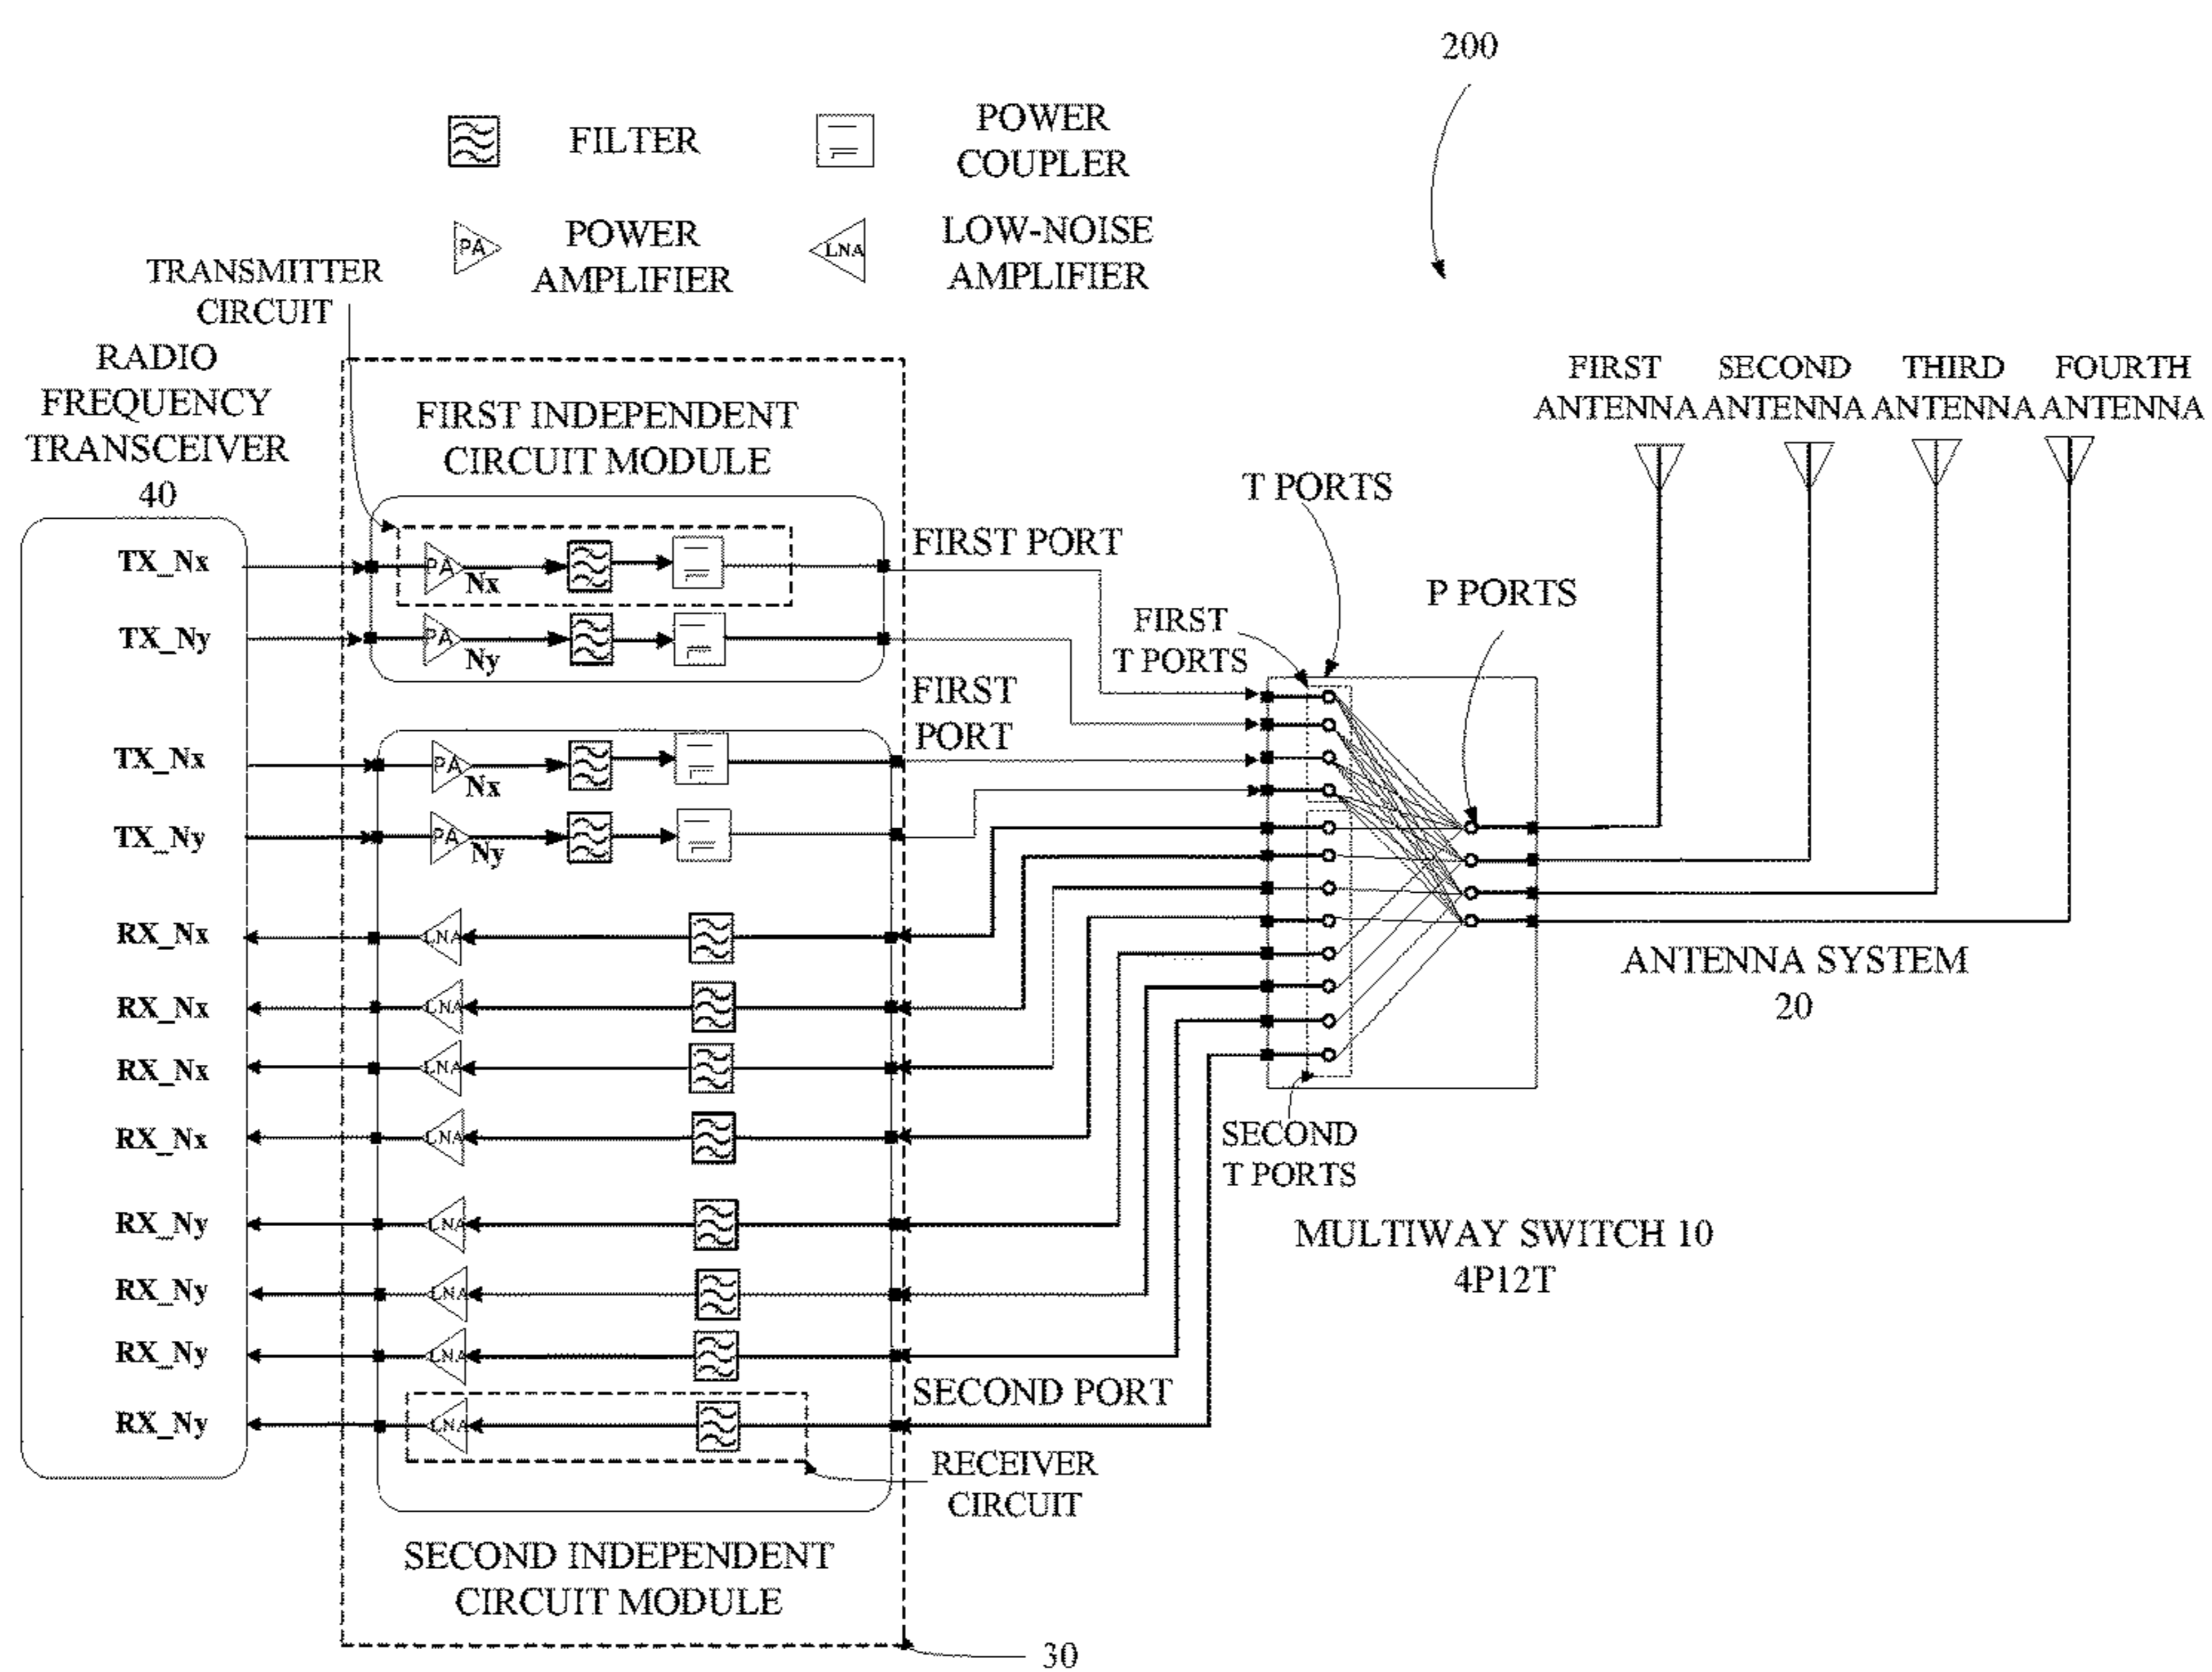 200
FILTER
POWER
COUPLER
PA
POWER
AMPLIFIER
LNA
LOW-NOISE
AMPLIFIER
TRANSMITTER
CIRCUIT
RADIO
FREQUENCY
TRANSCEIVER
40
FIRST INDEPENDENT
CIRCUIT MODULE
FIRST
ANTENNA
SECOND
ANTENNA
THIRD
ANTENNA
FOURTH
ANTENNA
T PORTS
P PORTS
FIRST
T PORTS
TX_Nx
PA
Nx
FIRST PORT
TX_Ny
PA
Ny
FIRST
PORT
TX_Nx
PA
Nx
TX_Ny
PA
Ny
RX_Nx
LNA
RX_Nx
LNA
RX_Nx
LNA
RX_Nx
LNA
RX_Ny
LNA
RX_Ny
LNA
RX_Ny
LNA
RX_Ny
LNA
SECOND PORT
RECEIVER
CIRCUIT
ANTENNA SYSTEM
20
SECOND
T PORTS
MULTIWAY SWITCH 10
4P12T
SECOND INDEPENDENT
CIRCUIT MODULE
30